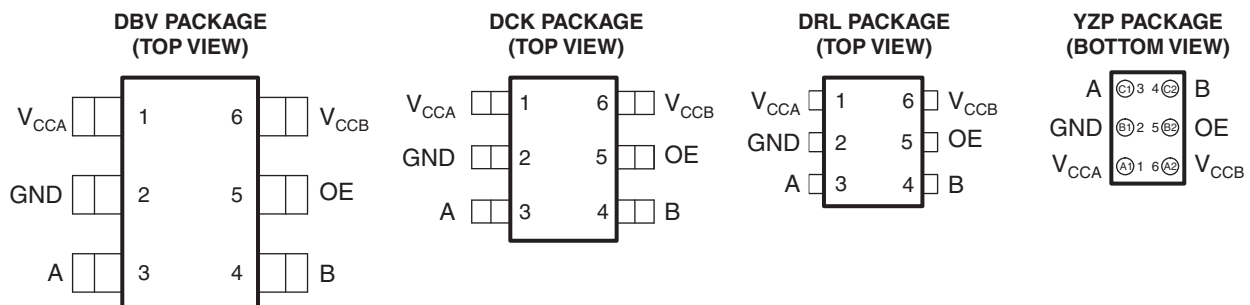 DBV PACKAGE
(TOP VIEW)
VCCA 1 6 VCCB
GND 2 5 OE
A 3 4 B
DCK PACKAGE
(TOP VIEW)
VCCA 1 6 VCCB
GND 2 5 OE
A 3 4 B
DRL PACKAGE
(TOP VIEW)
VCCA 1 6 VCCB
GND 2 5 OE
A 3 4 B
YZP PACKAGE
(BOTTOM VIEW)
A C1 3 4 C2 B
GND B1 2 5 B2 OE
VCCA A1 1 6 A2 VCCB